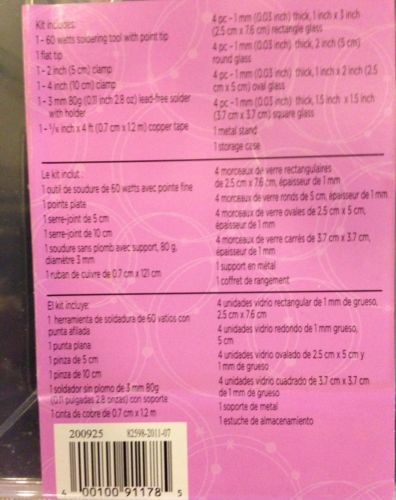 Kit includes:
1 - 60 watts soldering tool with point tip
1 flat tip
1 - 2 inch (5 cm) clamp
1 - 4 inch (10 cm) clamp
1 - 3 mm 80g (0.11 inch 2.8 oz) lead-free solder
with holder
1 - 5/16 inch x 4 ft (0.7 cm x 1.2 m) copper tape
4 pc - 1 mm (0.03 inch) thick, 1 inch x 3 inch
(2.5 cm x 7.6 cm) rectangle glass
4 pc - 1 mm (0.03 inch) thick, 2 inch (5 cm)
round glass
4 pc - 1 mm (0.03 inch) thick, 1 inch x 2 inch (2.5
cm x 5 cm) oval glass
4 pc - 1 mm (0.03 inch) thick, 1.5 inch x 1.5 inch
(3.7 cm x 3.7 cm) square glass
1 metal stand
1 storage case
Le kit inclut :
1 outil de soudure de 60 watts avec pointe fine
1 pointe plate
1 serre-joint de 5 cm
1 serre-joint de 10 cm
1 soudure sans plomb avec support, 80 g,
diamètre 3 mm
1 ruban de cuivre de 0.7 cm x 121 cm
4 morceaux de verre rectangulaires
de 2.5 cm x 7.6 cm, épaisseur de 1 mm
4 morceaux de verre ronds de 5 cm, épaisseur de 1 mm
4 morceaux de verre ovales de 2.5 cm x 5 cm,
épaisseur de 1 mm
4 morceaux de verre carrés de 3.7 cm x 3.7 cm,
épaisseur de 1 mm
1 support en métal
1 coffret de rangement
El kit incluye:
1 herramienta de soldadura de 60 vatios con
punta afilada
1 punta plana
1 pinza de 5 cm
1 pinza de 10 cm
1 soldador sin plomo de 3 mm 80g
(0.11 pulgadas 2.8 onzas) con soporte
1 cinta de cobre de 0.7 cm x 1.2 m
4 unidades vidrio rectangular de 1 mm de grueso,
2.5 cm x 7.6 cm
4 unidades vidrio redondo de 1 mm grueso,
5 cm
4 unidades vidrio ovalado de 2.5 cm x 5 cm y
1 mm de grueso
4 unidades vidrio cuadrado de 3.7 cm x 3.7 cm
de 1 mm de grueso
1 soporte de metal
1 estuche de almacenamiento
200925 82598-2011-07
4 00100 91178 5